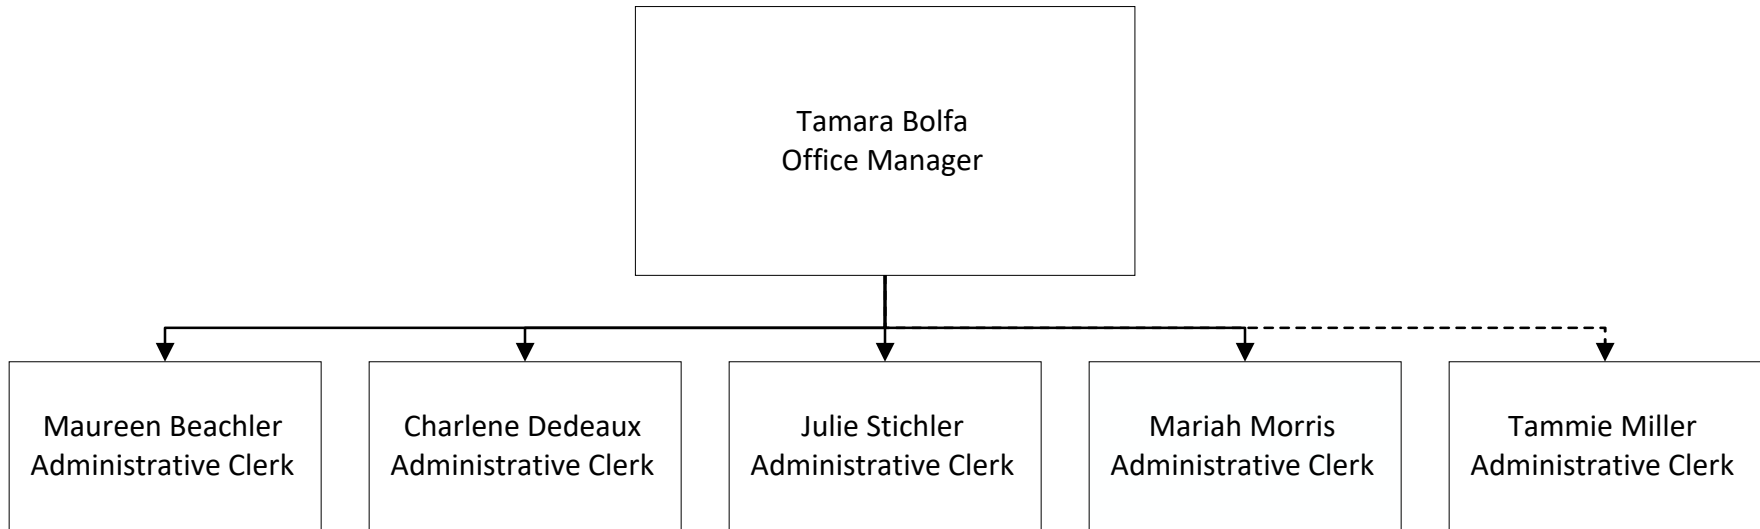 Tamara Bolfa
Office Manager
Maureen Beachler
Administrative Clerk
Charlene Dedeaux
Administrative Clerk
Julie Stichler
Administrative Clerk
Mariah Morris
Administrative Clerk
Tammie Miller
Administrative Clerk